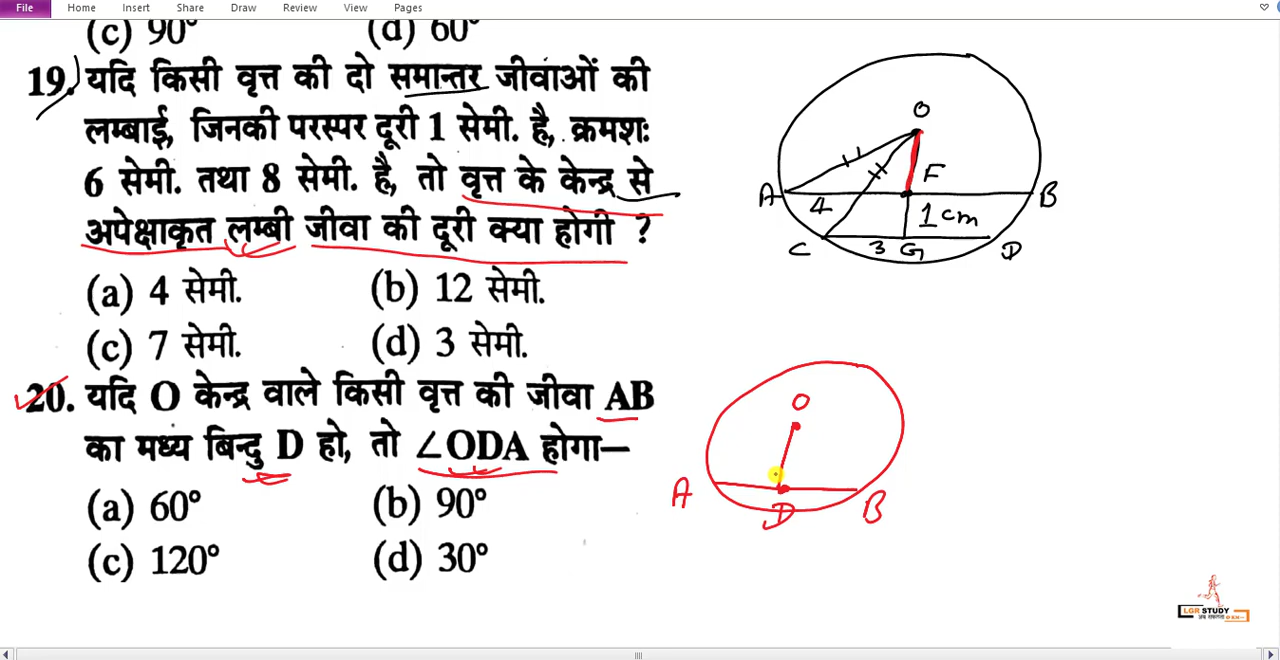 File Home Insert Share Draw Review View Pages
(c) 90° (d) 60°
19. यदि किसी वृत्त की दो समान्तर जीवाओं की
लम्बाई, जिनकी परस्पर दूरी 1 सेमी. है, क्रमशः
6 सेमी. तथा 8 सेमी. है, तो वृत्त के केन्द्र से
अपेक्षाकृत लम्बी जीवा की दूरी क्या होगी ?
(a) 4 सेमी. (b) 12 सेमी.
(c) 7 सेमी. (d) 3 सेमी.
20. यदि O केन्द्र वाले किसी वृत्त की जीवा AB
का मध्य बिन्दु D हो, तो ∠ODA होगा—
(a) 60° (b) 90°
(c) 120° (d) 30°
O
F
A 4 B
1 cm
C 3 G D
O
A D B
LGR STUDY